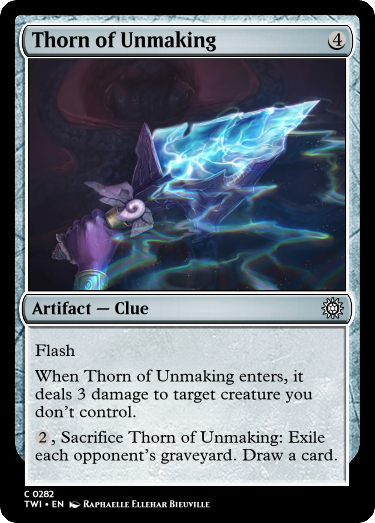 Thorn of Unmaking 4
Artifact — Clue
Flash
When Thorn of Unmaking enters, it
deals 3 damage to target creature you
don't control.
2, Sacrifice Thorn of Unmaking: Exile
each opponent's graveyard. Draw a card.
C 0282
TWI • EN Raphaelle Ellehar Bieuville